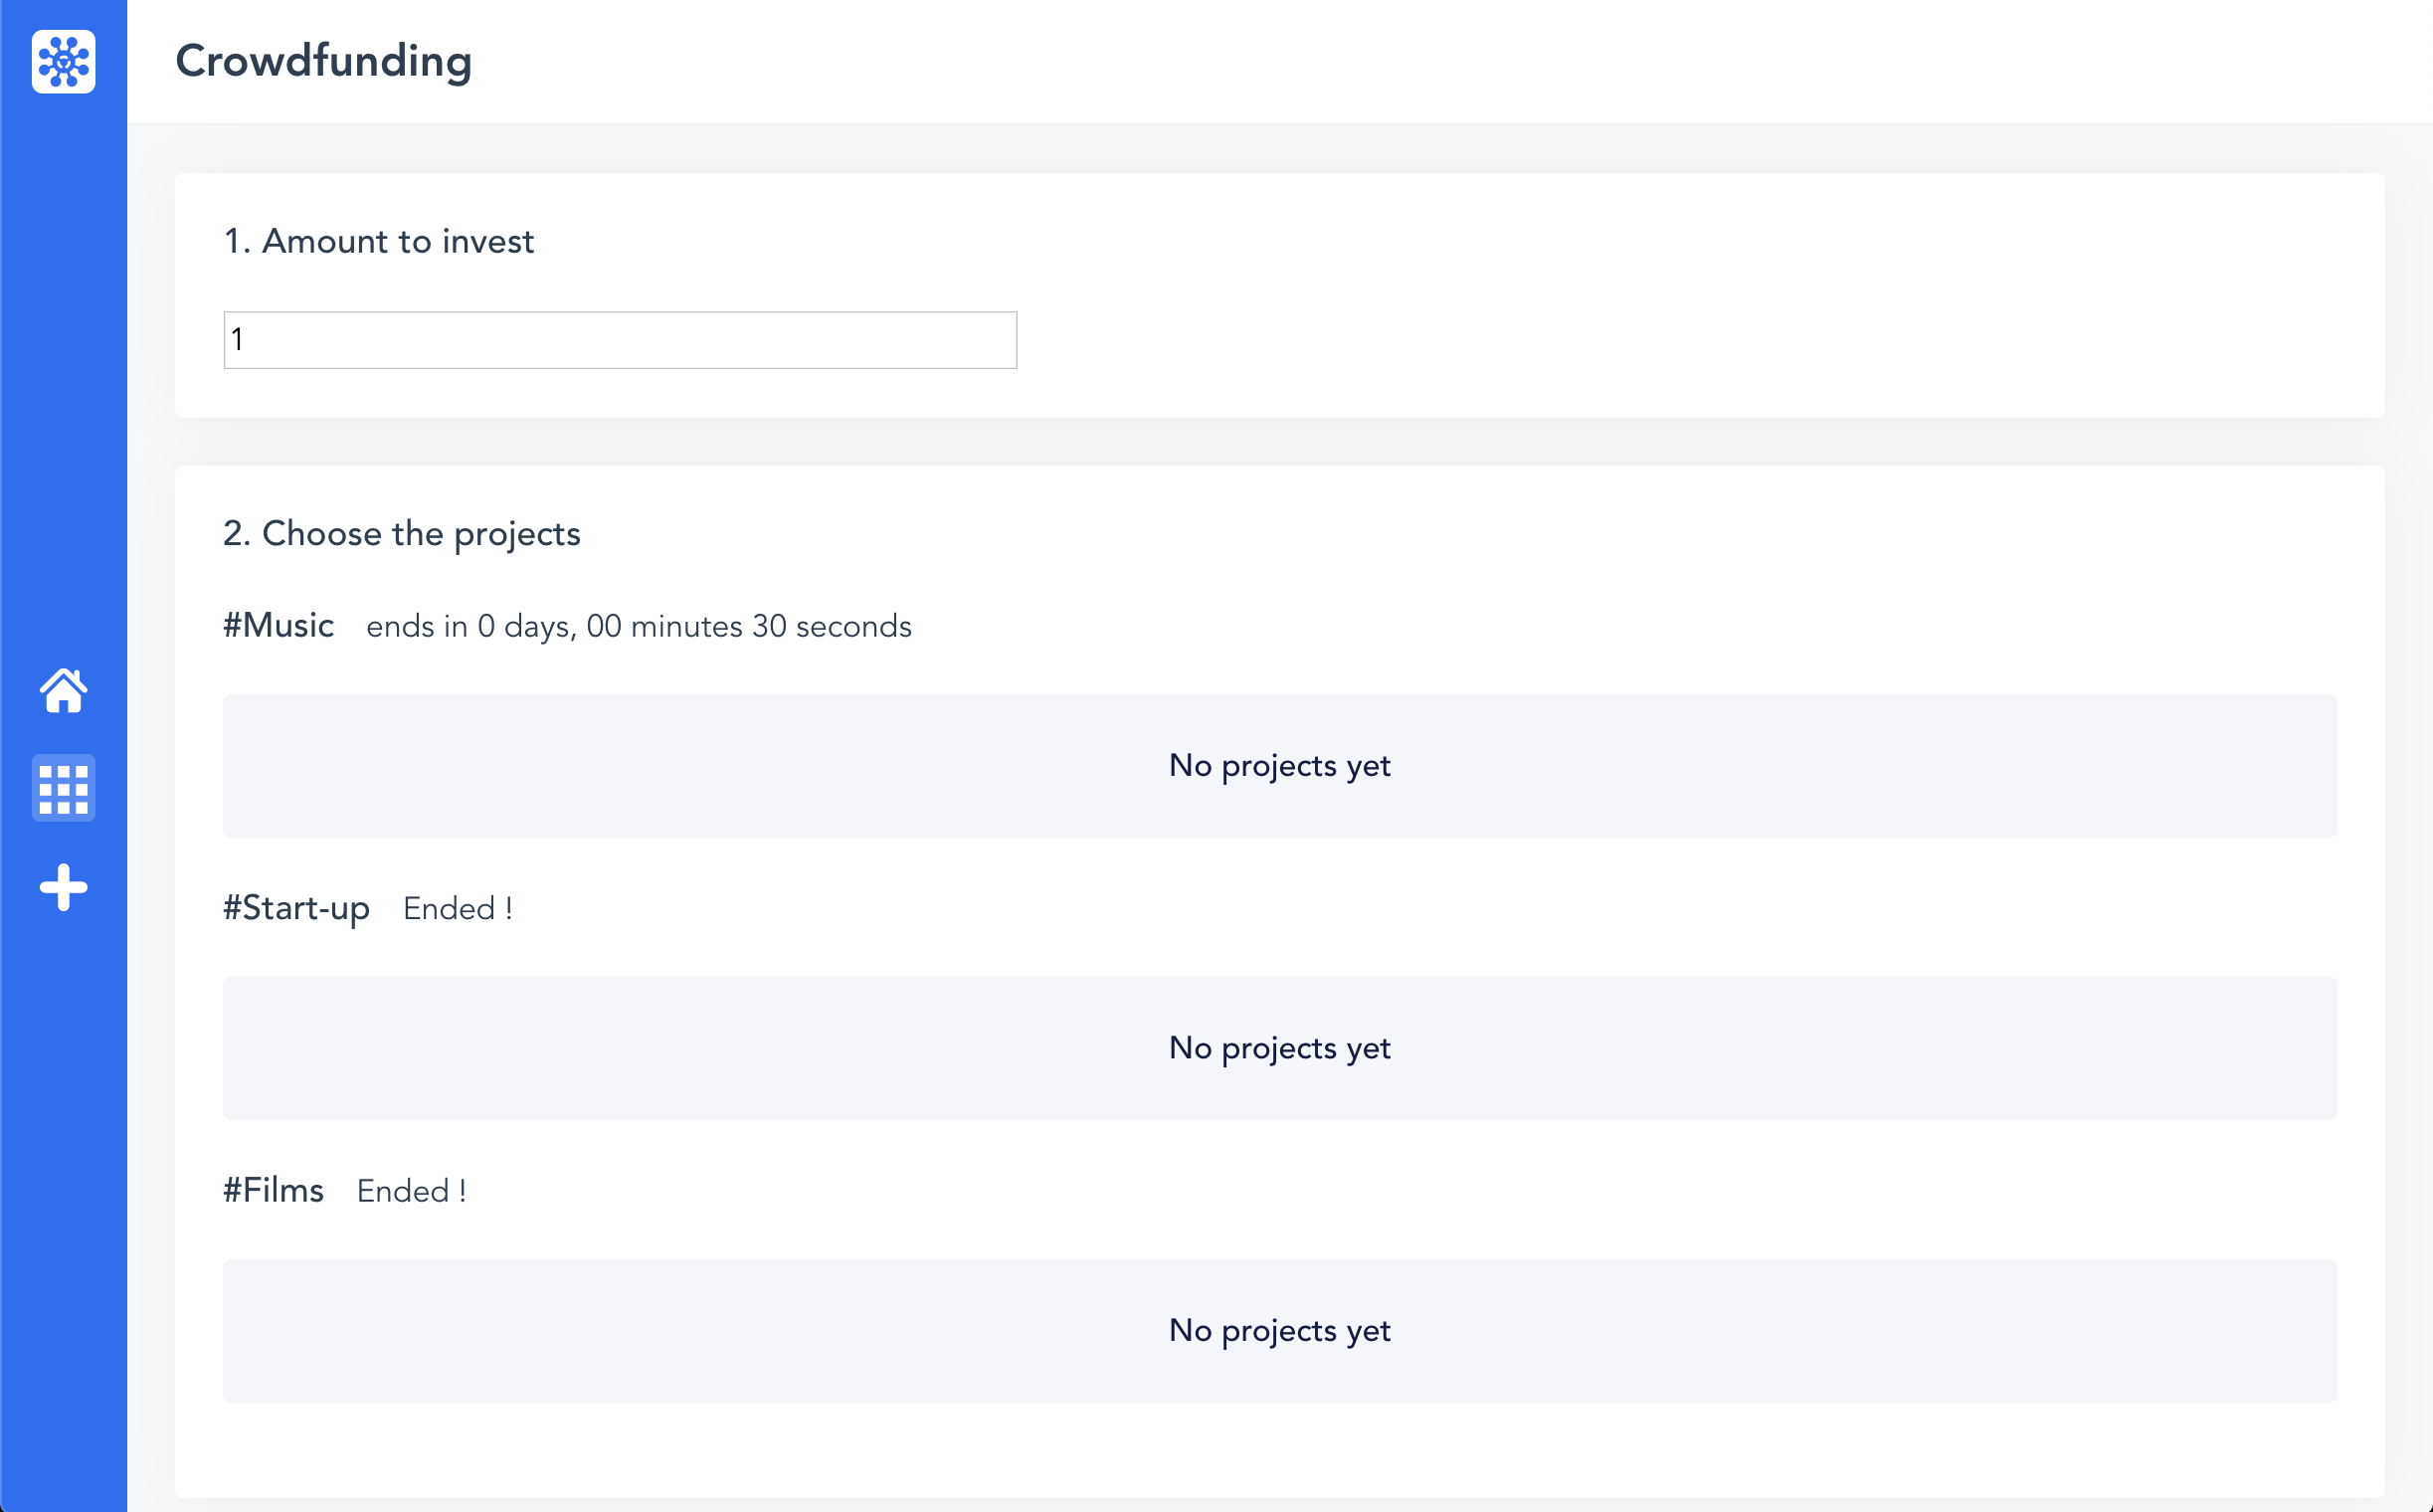 Crowdfunding
1. Amount to invest
1
2. Choose the projects
#Music ends in 0 days, 00 minutes 30 seconds
No projects yet
#Start-up Ended !
No projects yet
#Films Ended !
No projects yet